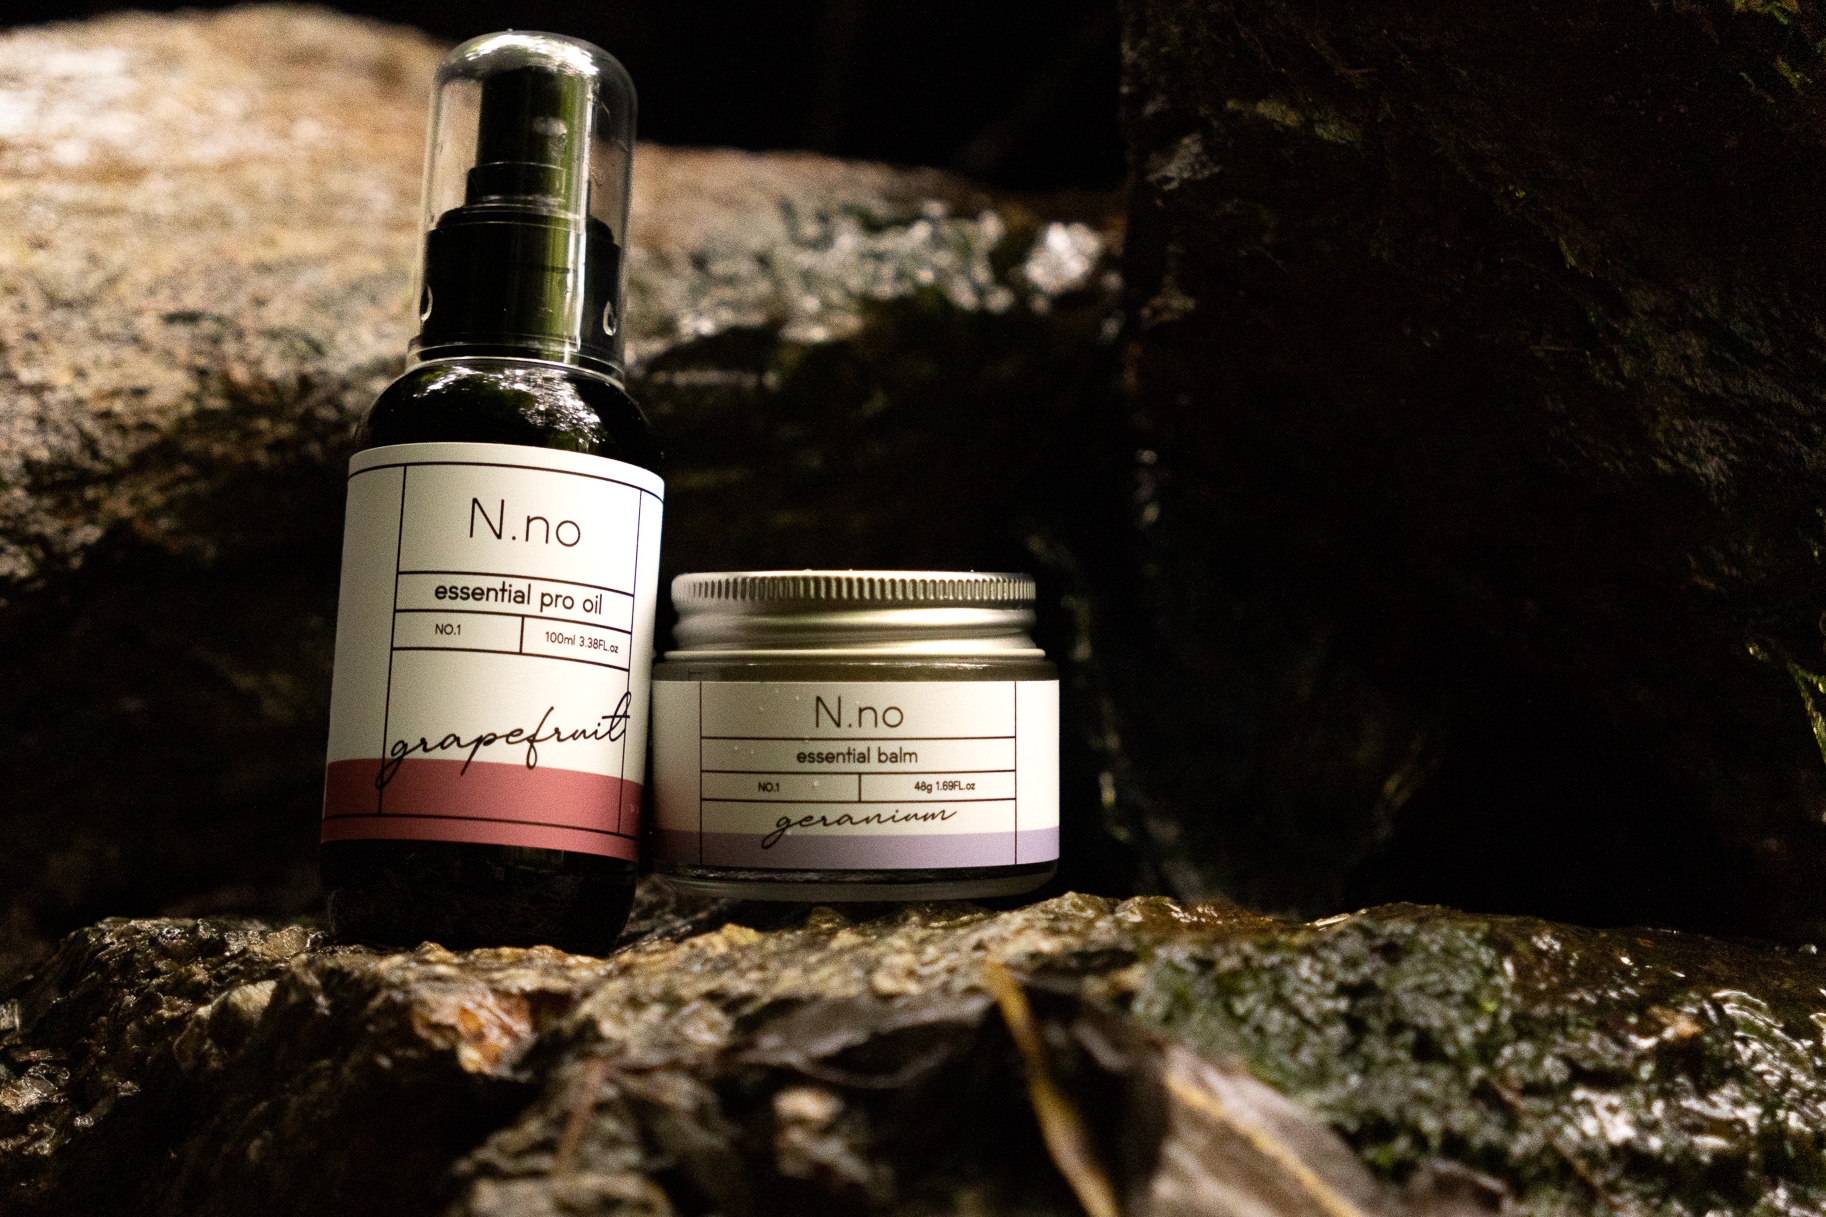 N.no
essential pro oil
NO.1
100ml 3.38FL.oz
grapefruit
N.no
essential balm
NO.1
48g 1.69FL.oz
geranium